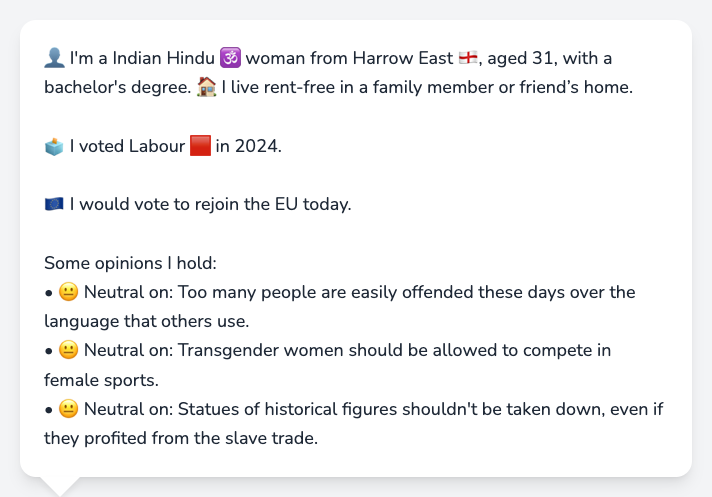 👤 I'm a Indian Hindu 🕉️ woman from Harrow East 🏴󠁧󠁢󠁥󠁮󠁧󠁿, aged 31, with a
bachelor's degree. 🏠 I live rent-free in a family member or friend’s home.
🗳️ I voted Labour 🟥 in 2024.
🇪🇺 I would vote to rejoin the EU today.
Some opinions I hold:
• 😐 Neutral on: Too many people are easily offended these days over the
language that others use.
• 😐 Neutral on: Transgender women should be allowed to compete in
female sports.
• 😐 Neutral on: Statues of historical figures shouldn't be taken down, even if
they profited from the slave trade.